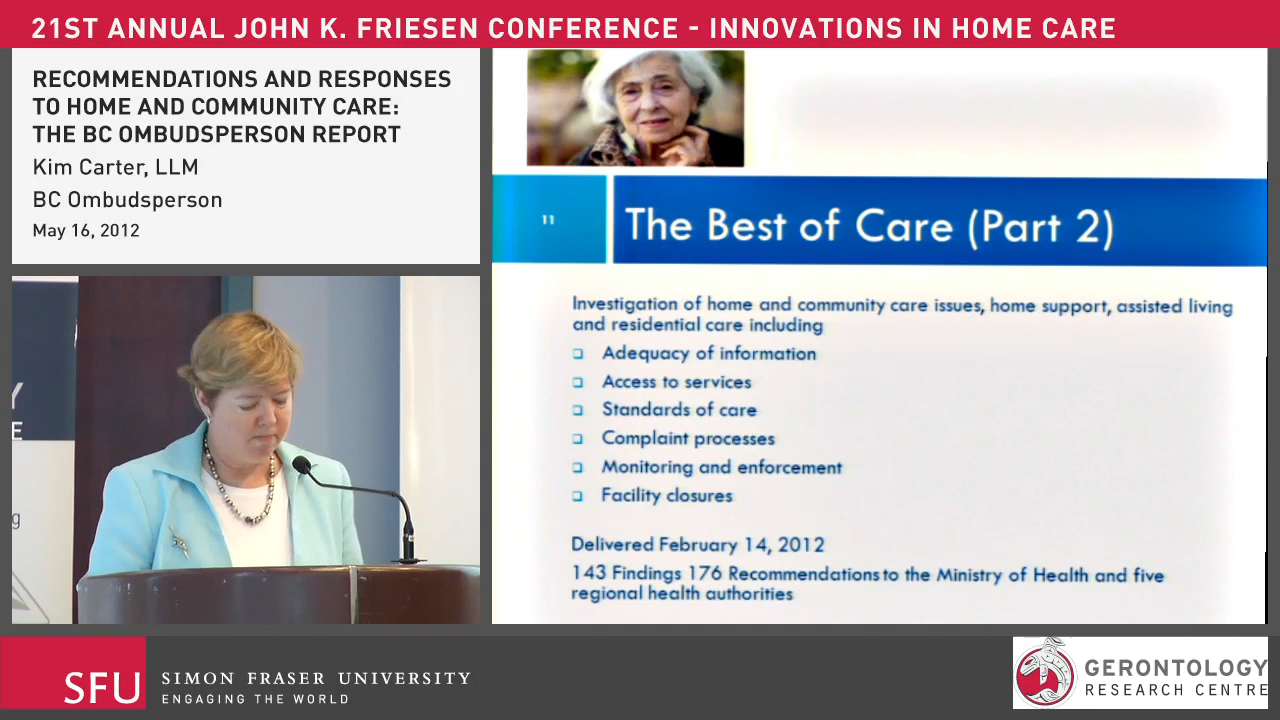 21ST ANNUAL JOHN K. FRIESEN CONFERENCE - INNOVATIONS IN HOME CARE
RECOMMENDATIONS AND RESPONSES
TO HOME AND COMMUNITY CARE:
THE BC OMBUDSPERSON REPORT
Kim Carter, LLM
BC Ombudsperson
May 16, 2012
Y
E
g
11
The Best of Care (Part 2)
Investigation of home and community care issues, home support, assisted living
and residential care including
Adequacy of information
Access to services
Standards of care
Complaint processes
Monitoring and enforcement
Facility closures
Delivered February 14, 2012
143 Findings 176 Recommendations to the Ministry of Health and five
regional health authorities
SFU
SIMON FRASER UNIVERSITY
ENGAGING THE WORLD
GERONTOLOGY
RESEARCH CENTRE